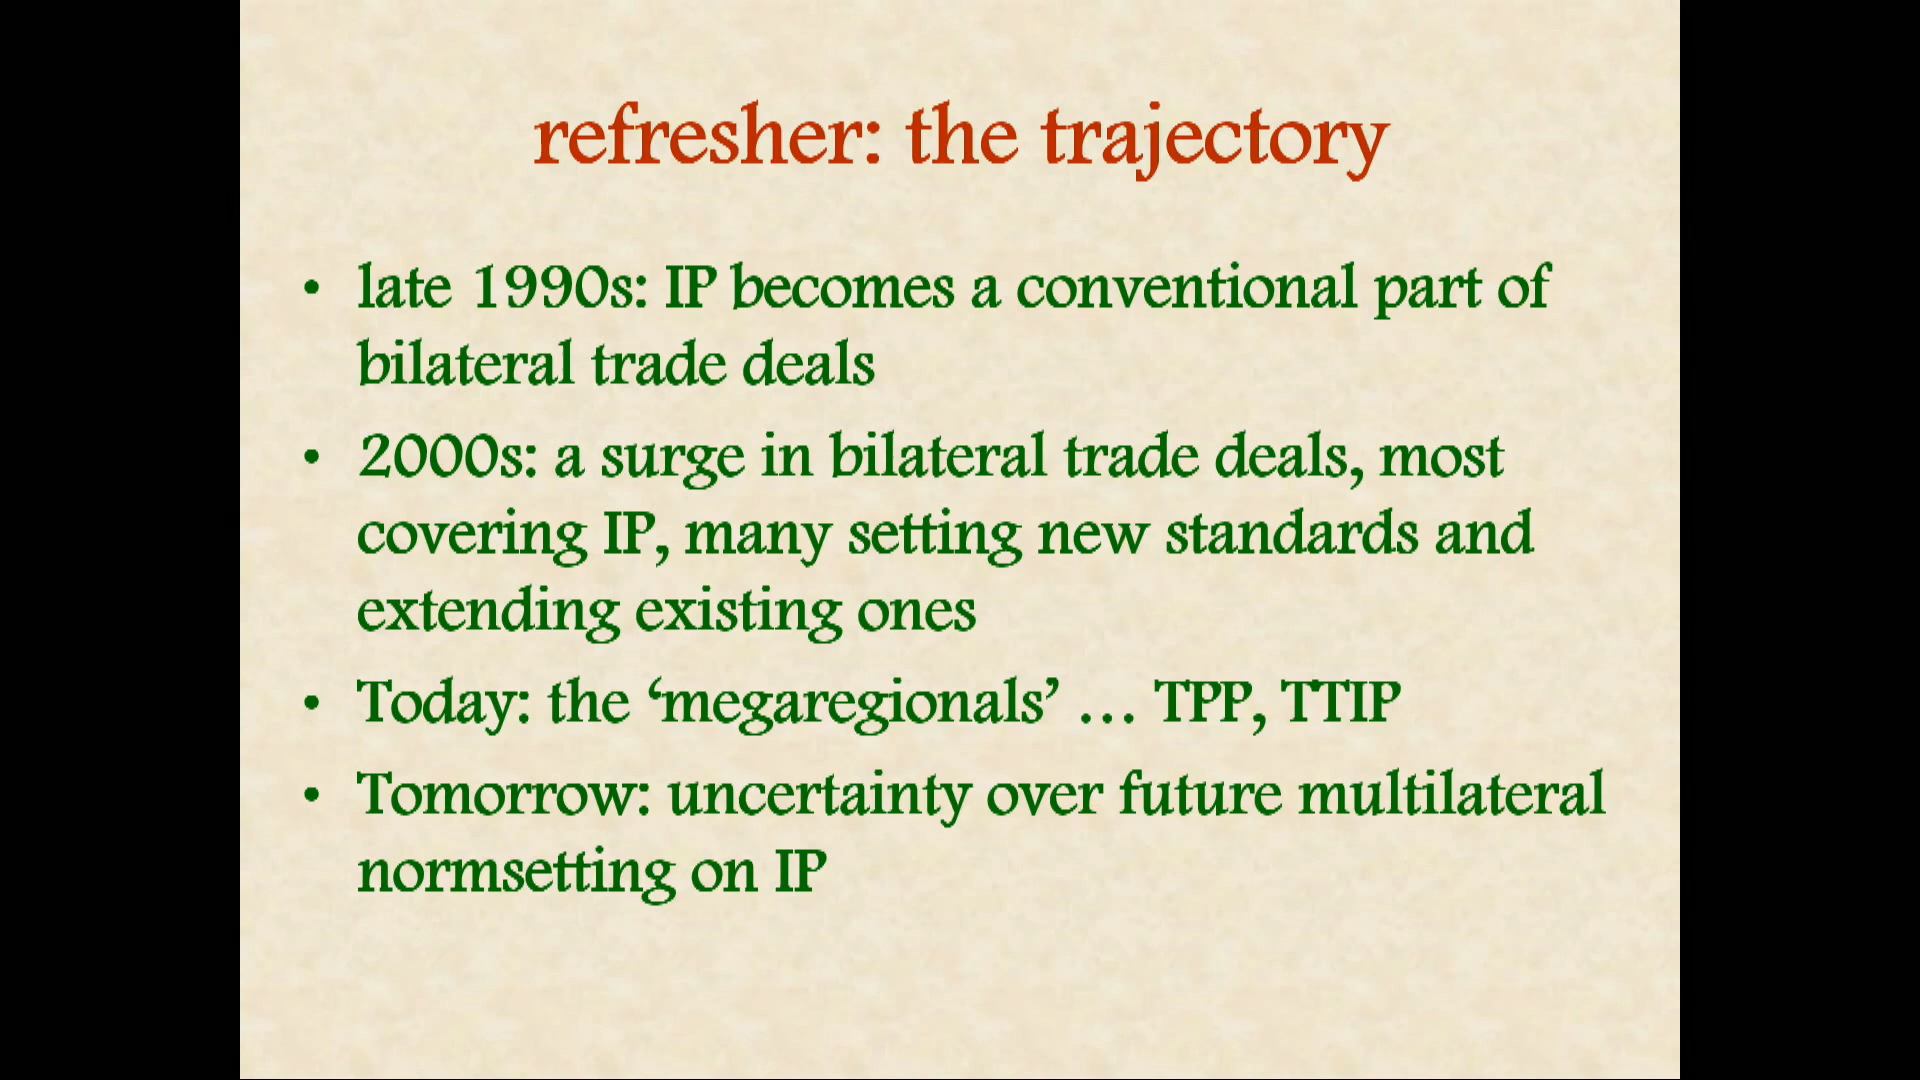 refresher: the trajectory
• late 1990s: IP becomes a conventional part of
bilateral trade deals
• 2000s: a surge in bilateral trade deals, most
covering IP, many setting new standards and
extending existing ones
• Today: the ‘megaregionals’ … TPP, TTIP
• Tomorrow: uncertainty over future multilateral
normsetting on IP